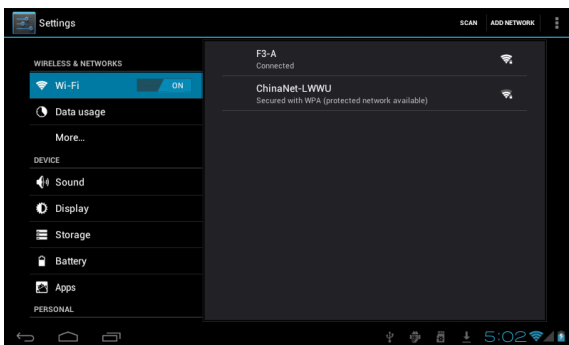 Settings
SCAN
ADD NETWORK
WIRELESS & NETWORKS
Wi-Fi
ON
Data usage
More...
DEVICE
Sound
Display
Storage
Battery
Apps
PERSONAL
F3-A
Connected
ChinaNet-LWWU
Secured with WPA (protected network available)
5:02